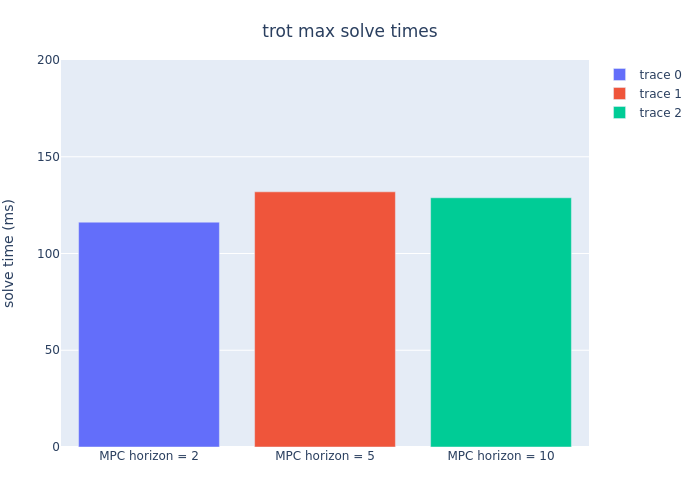 trot max solve times
200
150
100
50
0
solve time (ms)
MPC horizon = 2
MPC horizon = 5
MPC horizon = 10
trace 0
trace 1
trace 2